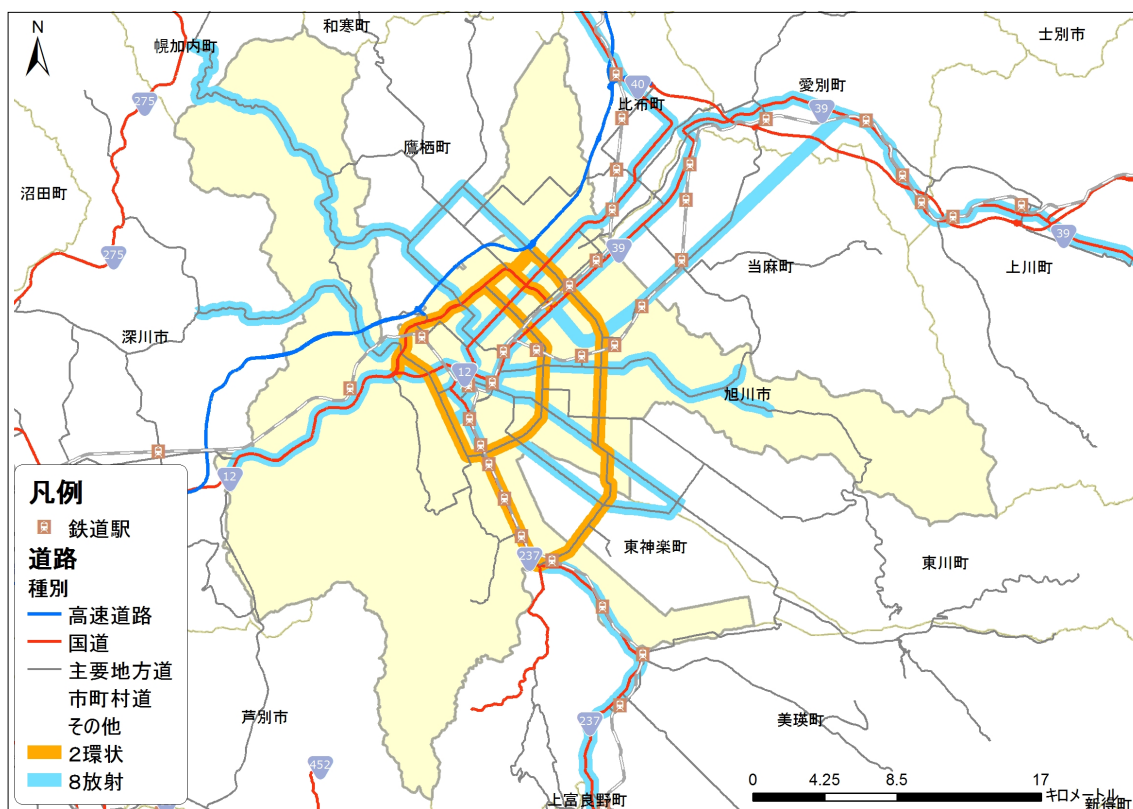 N
和寒町
幌加内町
士別市
275
40
比布町
愛別町
39
鷹栖町
沼田町
275
39
当麻町
39
上川町
深川市
12
旭川市
12
凡例
鉄道駅
道路
種別
高速道路
国道
主要地方道
市町村道
その他
2環状
8放射
237
東神楽町
東川町
芦別市
237
美瑛町
452
上富良野町
0 4.25 8.5 17
キロメートル
新得町